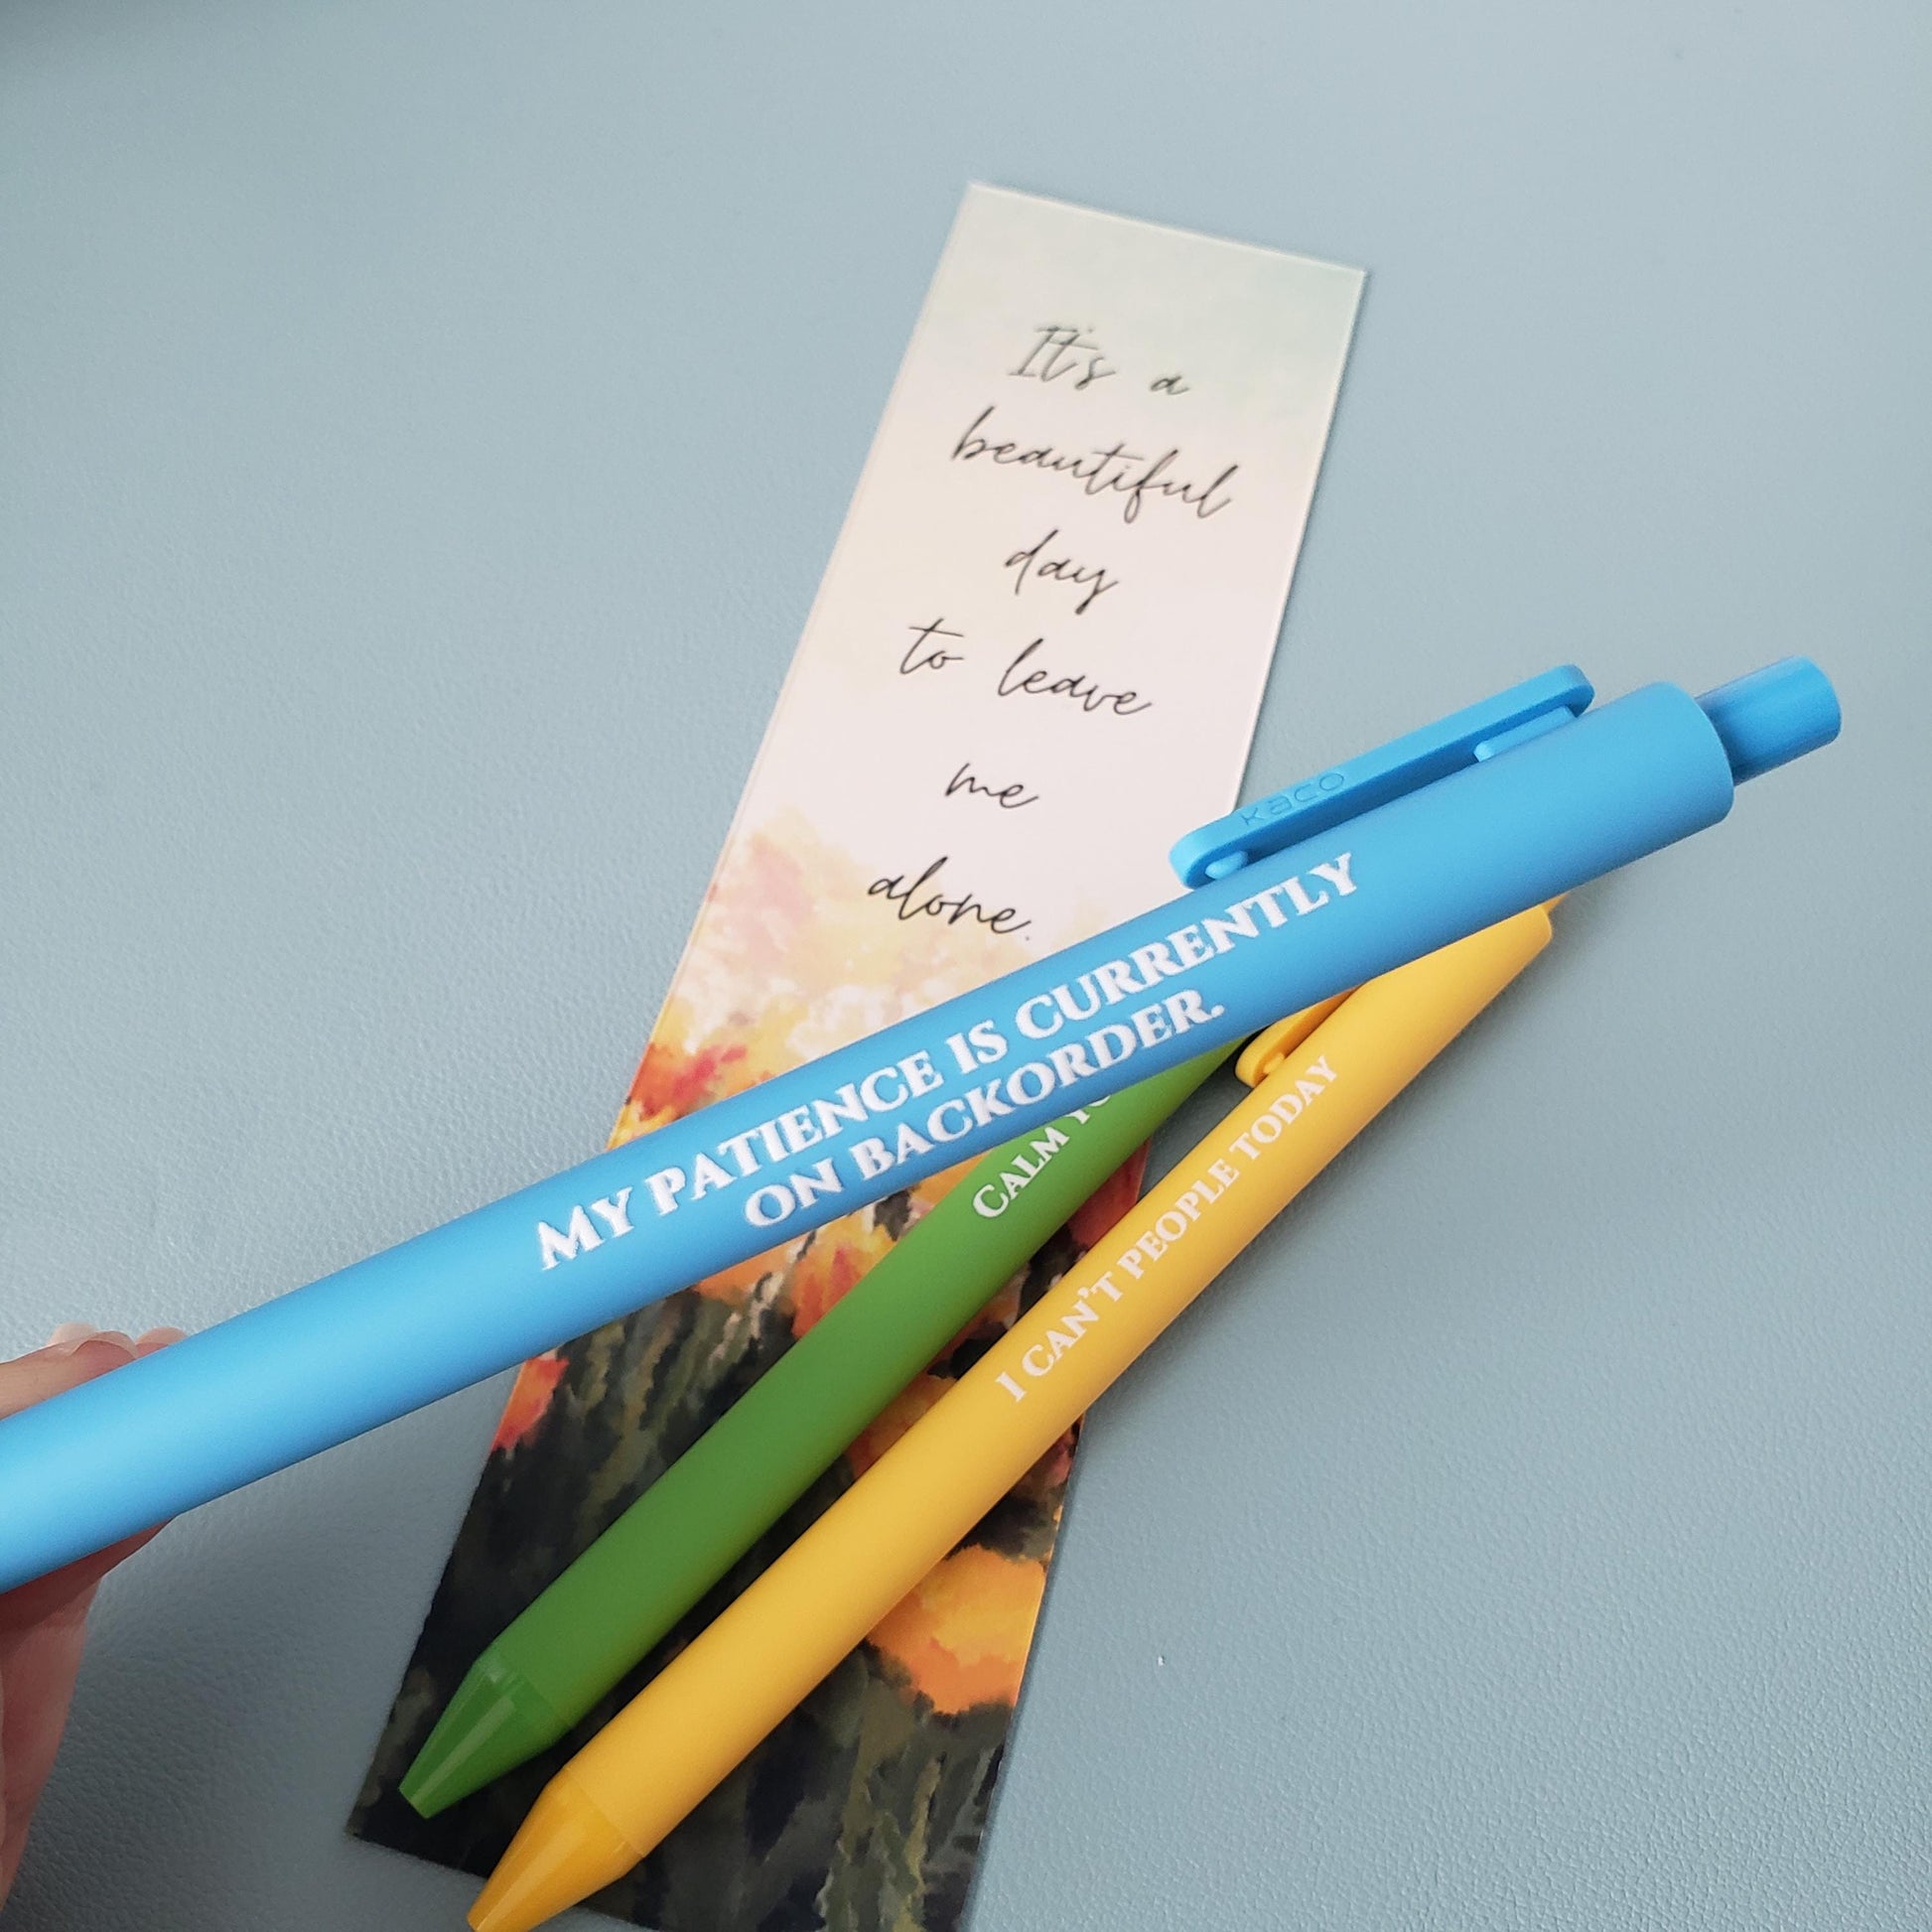 It's a
beautiful
day
to leave
me
alone.
kaco
MY PATIENCE IS CURRENTLY
ON BACKORDER.
CALM
I CAN'T PEOPLE TODAY